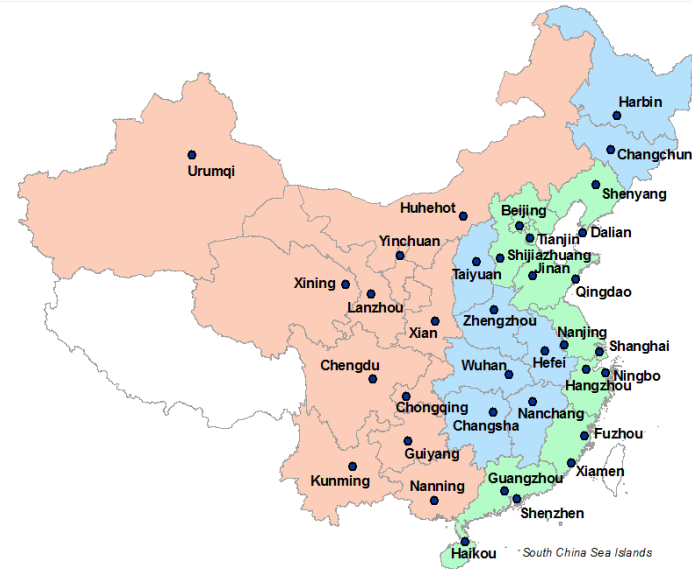 Harbin
Changchun
Urumqi
Shenyang
Huhehot
Beijing
Dalian
Tianjin
Yinchuan
Shijiazhuang
Taiyuan
Jinan
Xining
Qingdao
Lanzhou
Zhengzhou
Xian
Nanjing
Shanghai
Hefei
Chengdu
Wuhan
Ningbo
Hangzhou
Chongqing
Nanchang
Changsha
Fuzhou
Guiyang
Xiamen
Kunming
Guangzhou
Nanning
Shenzhen
Haikou
South China Sea Islands